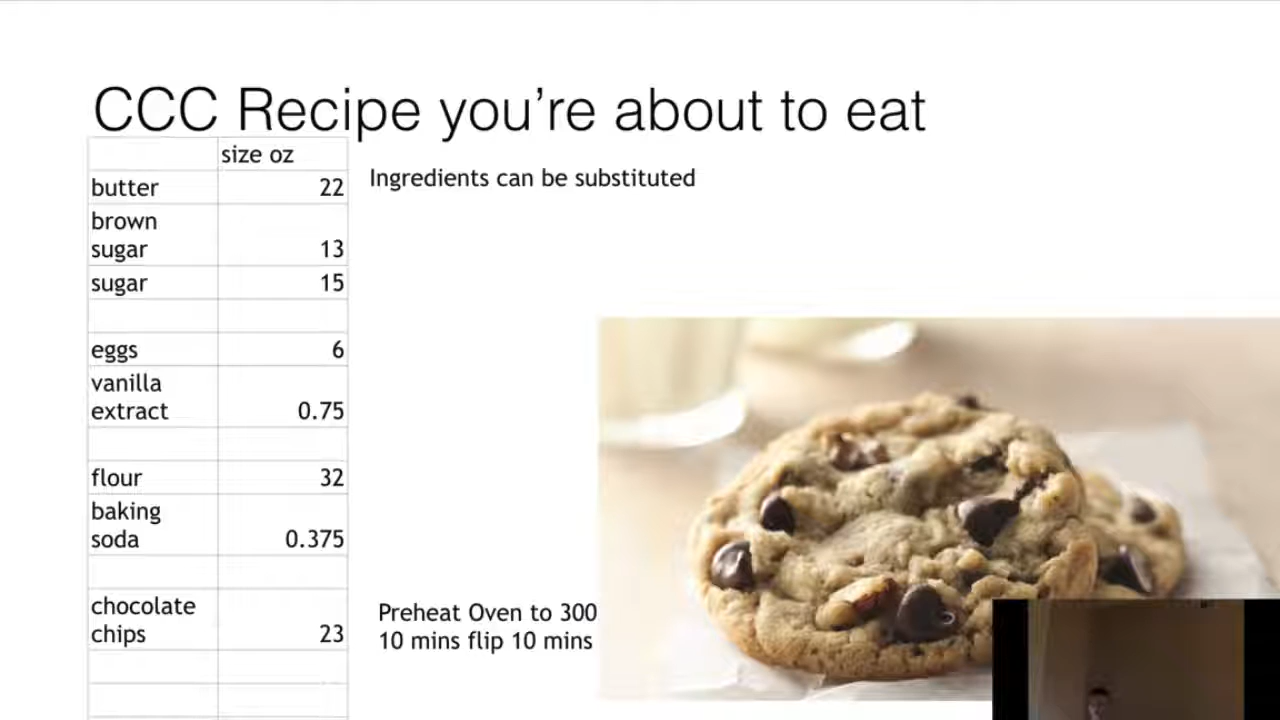 CCC Recipe you’re about to eat
size oz
butter 22
brown
sugar 13
sugar 15
eggs 6
vanilla
extract 0.75
flour 32
baking
soda 0.375
chocolate
chips 23
Ingredients can be substituted
Preheat Oven to 300
10 mins flip 10 mins